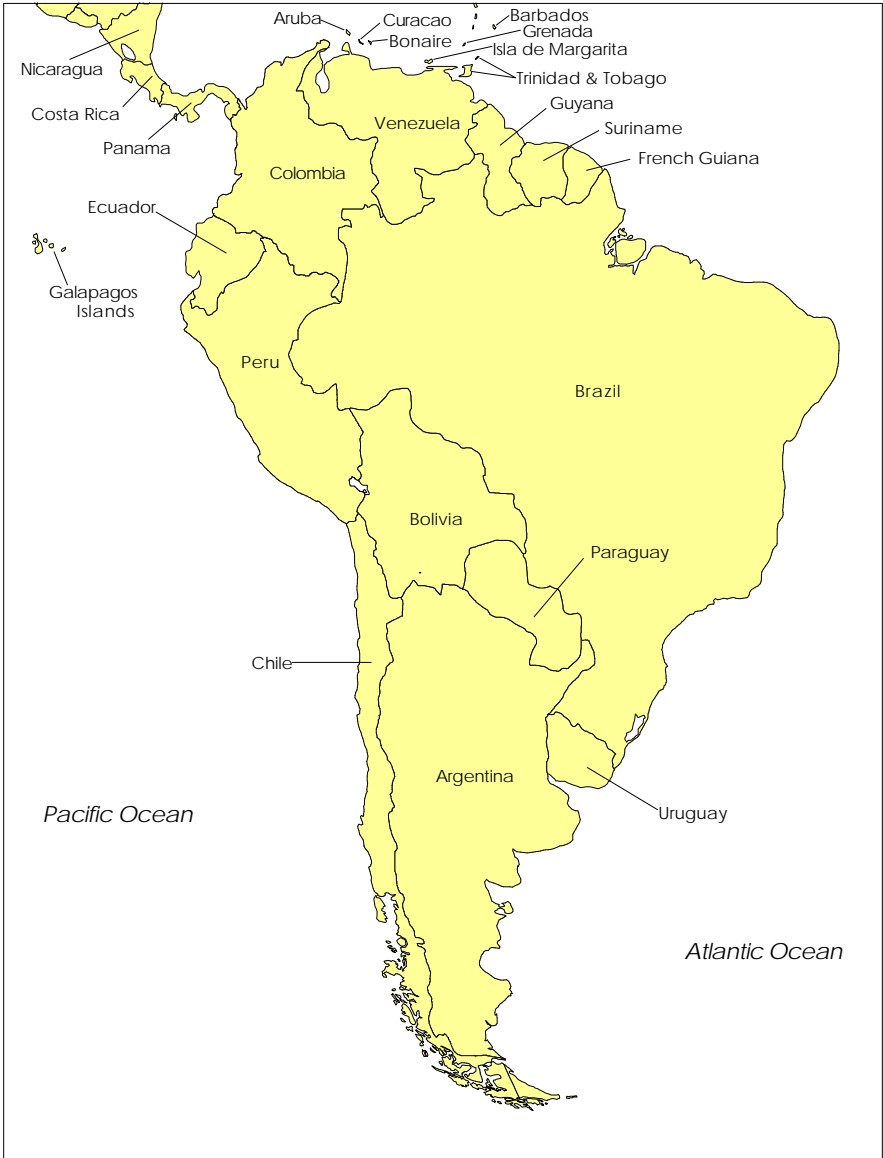 Aruba
Curacao
Bonaire
Barbados
Grenada
Isla de Margarita
Trinidad & Tobago
Nicaragua
Costa Rica
Panama
Venezuela
Guyana
Suriname
French Guiana
Colombia
Ecuador
Galapagos
Islands
Peru
Brazil
Bolivia
Paraguay
Chile
Argentina
Uruguay
Pacific Ocean
Atlantic Ocean